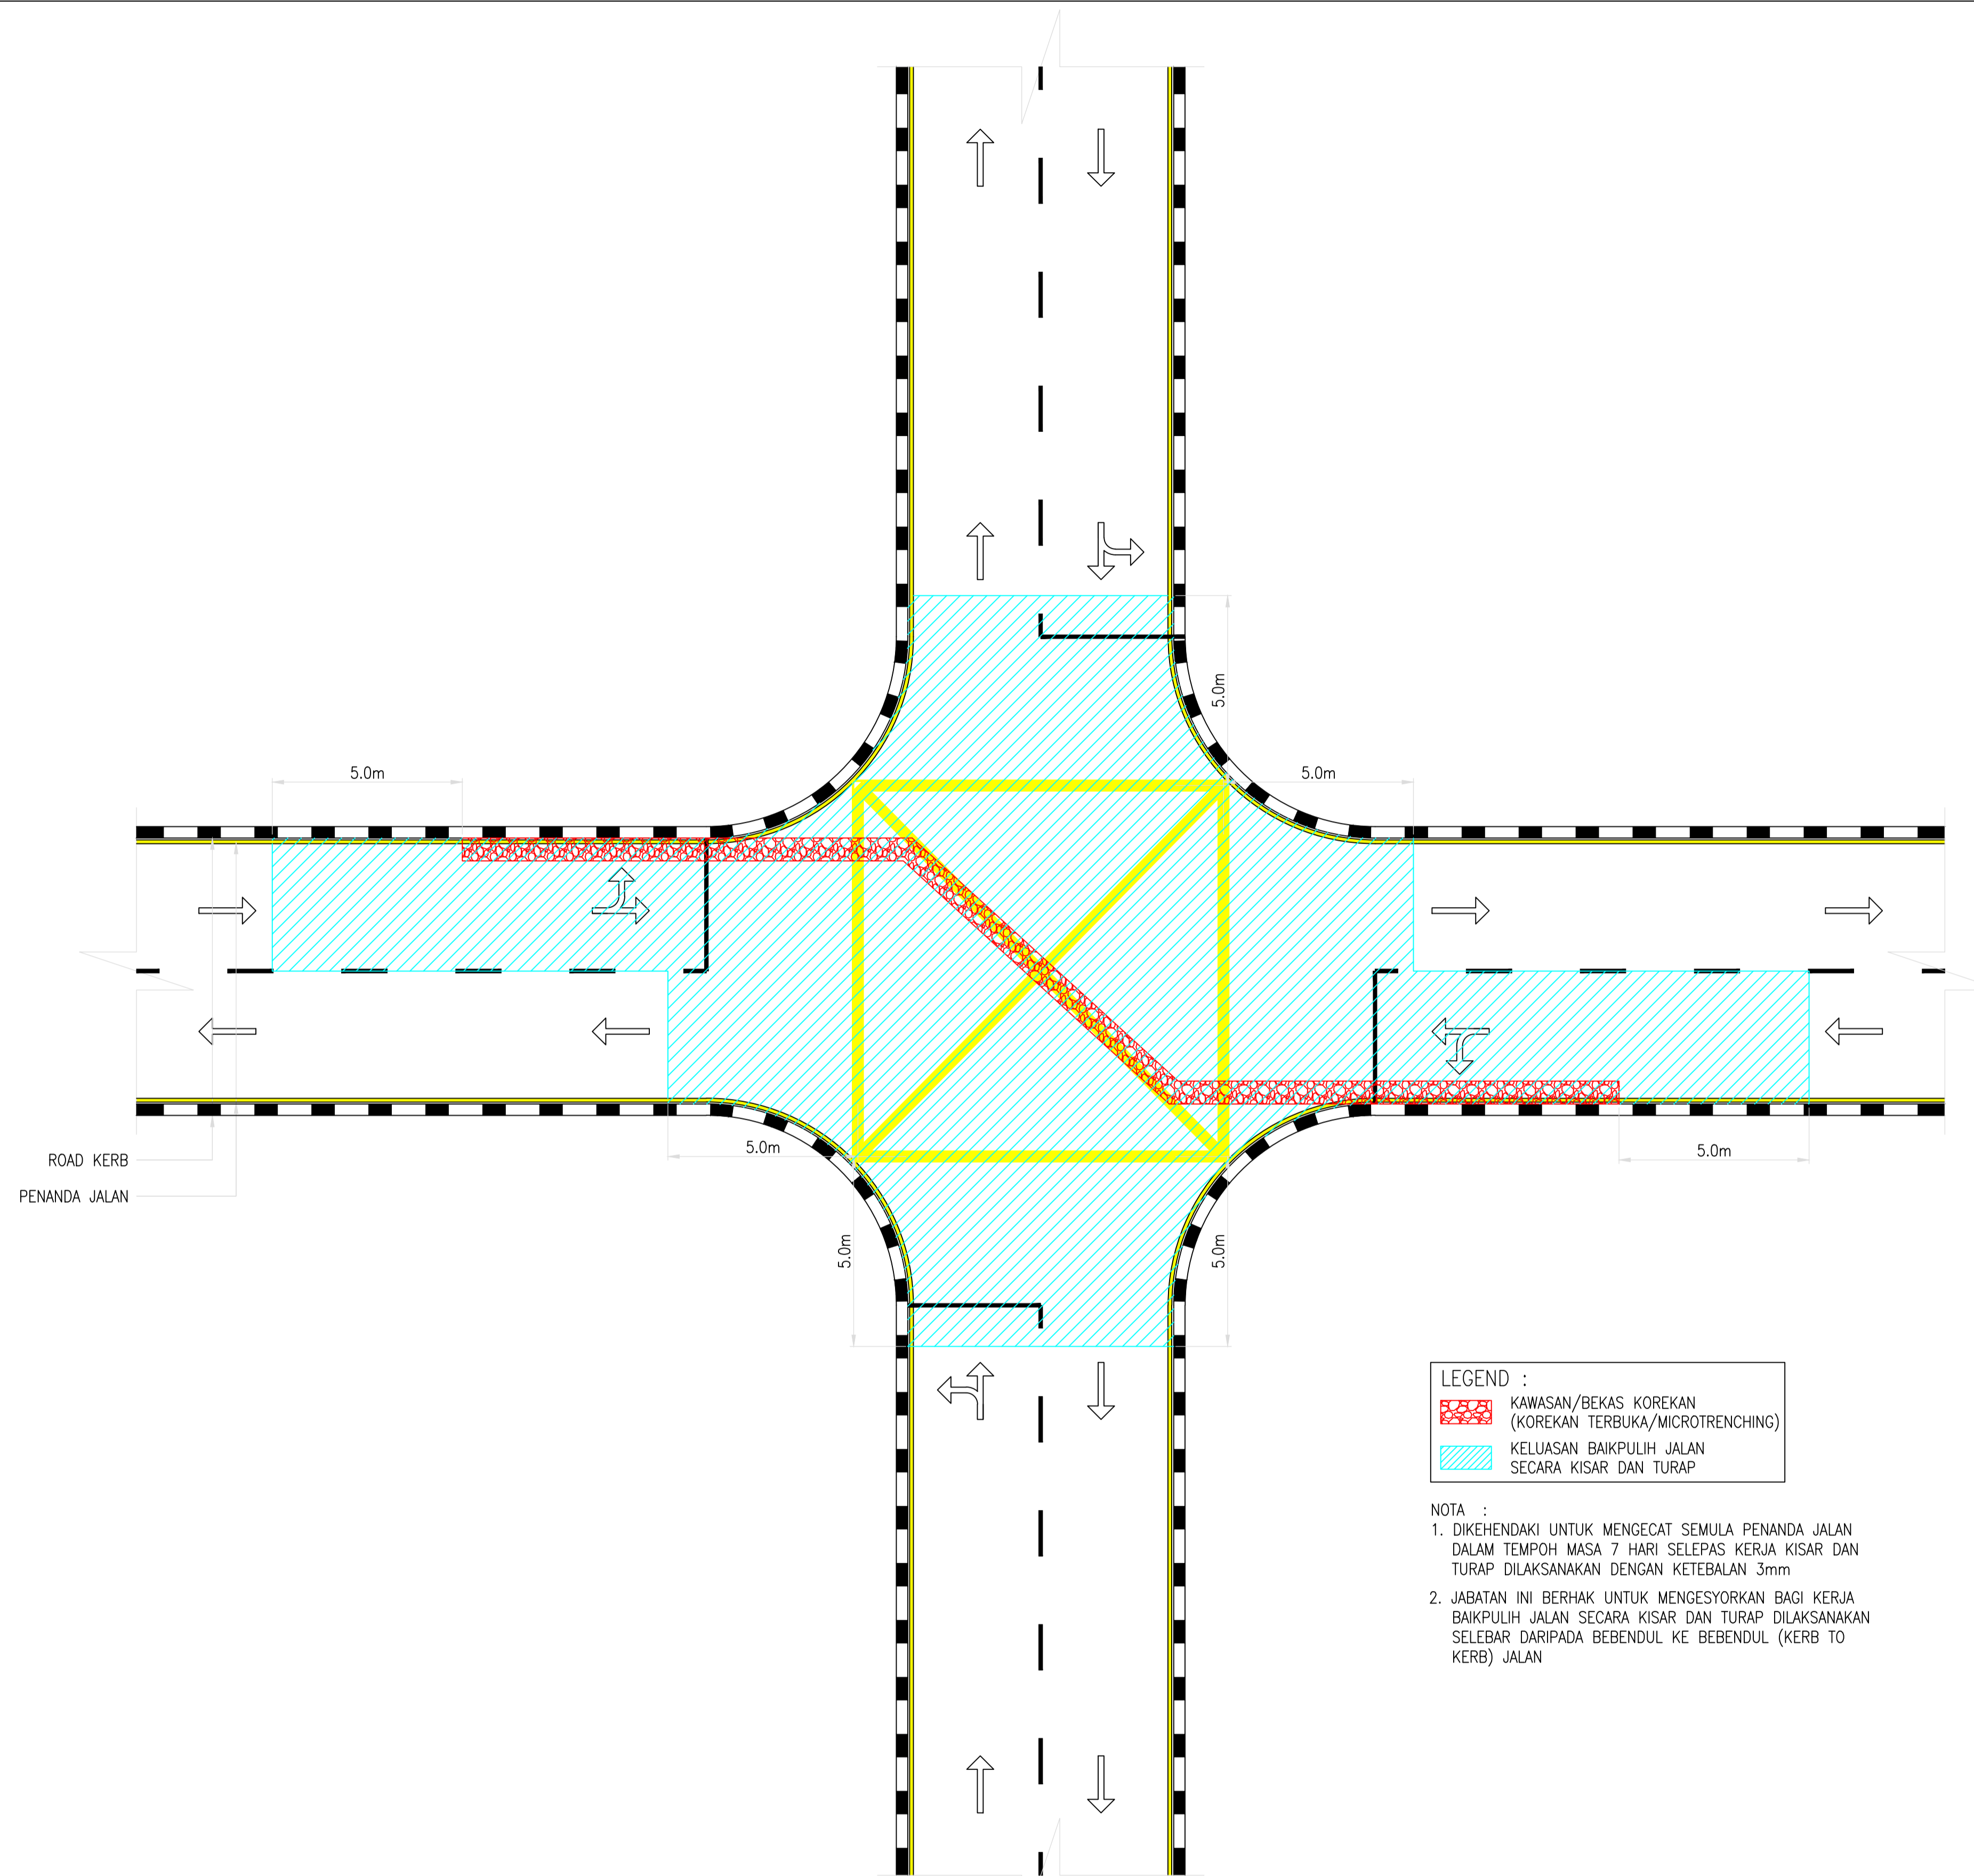 5.0m
5.0m
5.0m
5.0m
5.0m
5.0m
5.0m
ROAD KERB
PENANDA JALAN
LEGEND :
KAWASAN/BEKAS KOREKAN
(KOREKAN TERBUKA/MICROTRENCHING)
KELUASAN BAIKPULIH JALAN
SECARA KISAR DAN TURAP
NOTA :
1. DIKEHENDAKI UNTUK MENGECAT SEMULA PENANDA JALAN
DALAM TEMPOH MASA 7 HARI SELEPAS KERJA KISAR DAN
TURAP DILAKSANAKAN DENGAN KETEBALAN 3mm
2. JABATAN INI BERHAK UNTUK MENGESYORKAN BAGI KERJA
BAIKPULIH JALAN SECARA KISAR DAN TURAP DILAKSANAKAN
SELEBAR DARIPADA BEBENDUL KE BEBENDUL (KERB TO
KERB) JALAN